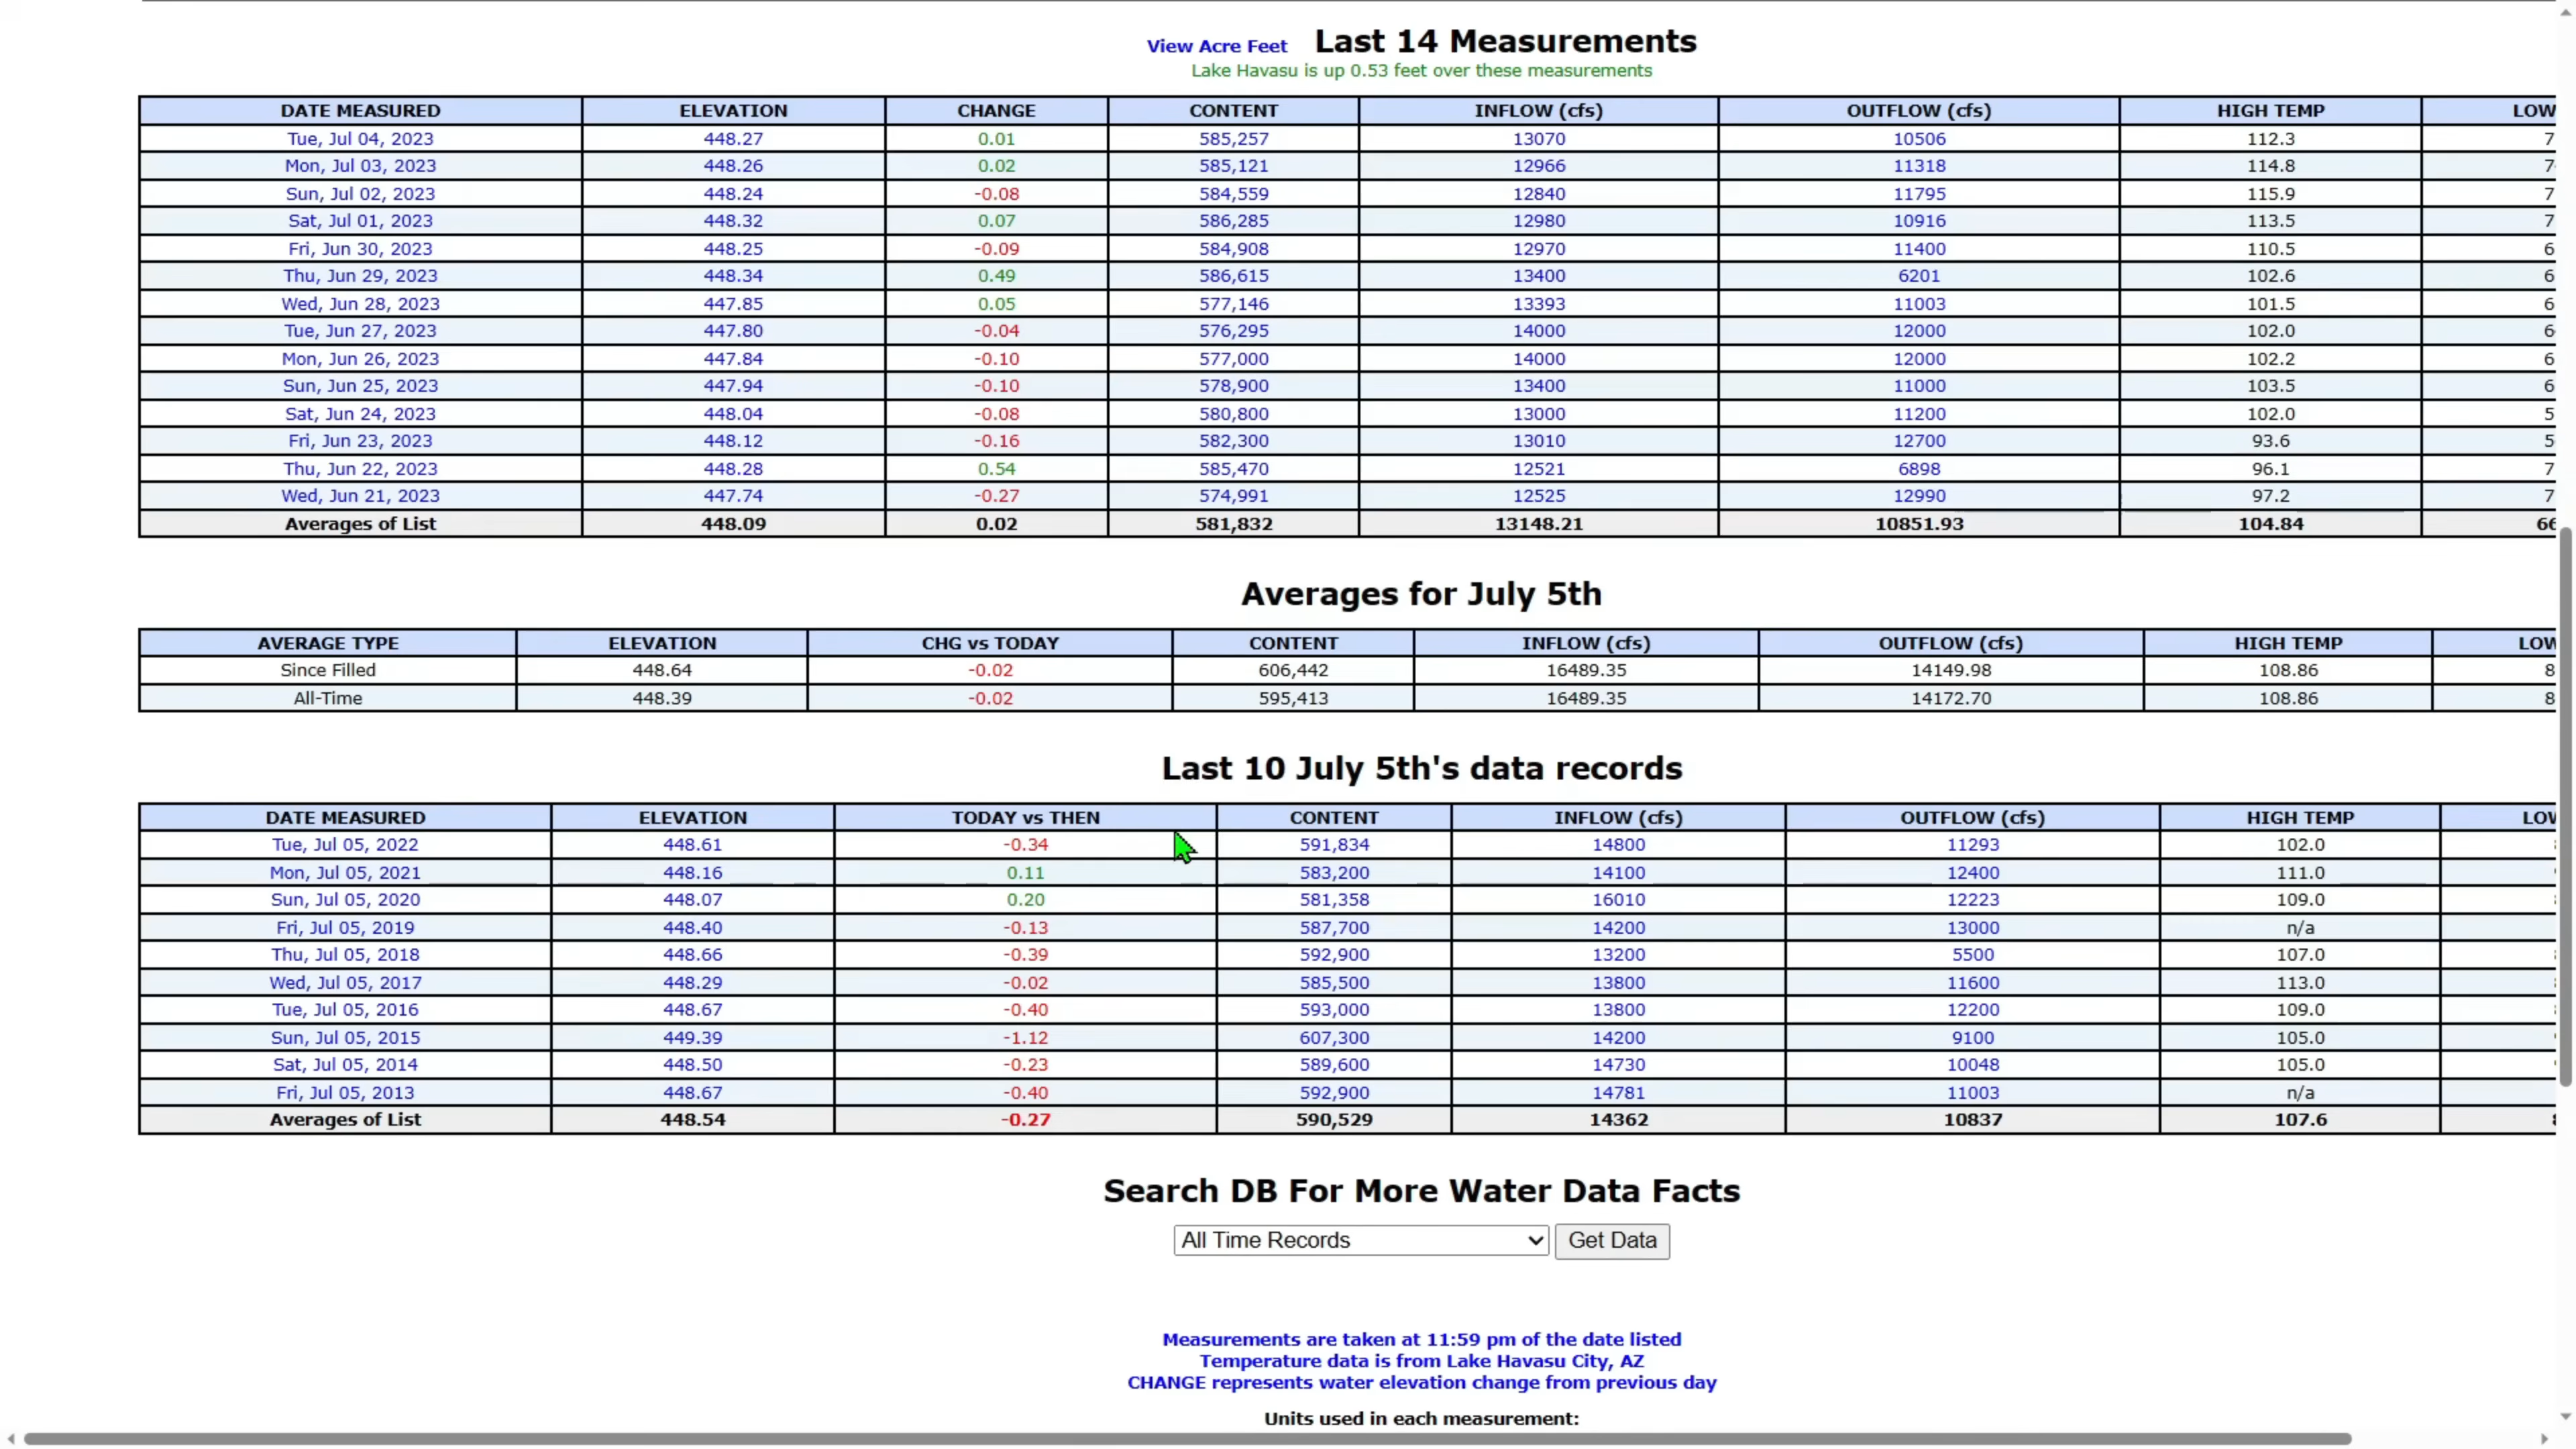 View Acre Feet Last 14 Measurements
Lake Havasu is up 0.53 feet over these measurements
DATE MEASURED ELEVATION CHANGE CONTENT INFLOW (cfs) OUTFLOW (cfs) HIGH TEMP LOW
Tue, Jul 04, 2023 448.27 0.01 585,257 13070 10506 112.3 7
Mon, Jul 03, 2023 448.26 0.02 585,121 12966 11318 114.8 7
Sun, Jul 02, 2023 448.24 -0.08 584,559 12840 11795 115.9 7
Sat, Jul 01, 2023 448.32 0.07 586,285 12980 10916 113.5 7
Fri, Jun 30, 2023 448.25 -0.09 584,908 12970 11400 110.5 6
Thu, Jun 29, 2023 448.34 0.49 586,615 13400 6201 102.6 6
Wed, Jun 28, 2023 447.85 0.05 577,146 13393 11003 101.5 6
Tue, Jun 27, 2023 447.80 -0.04 576,295 14000 12000 102.0 6
Mon, Jun 26, 2023 447.84 -0.10 577,000 14000 12000 102.2 6
Sun, Jun 25, 2023 447.94 -0.10 578,900 13400 11000 103.5 6
Sat, Jun 24, 2023 448.04 -0.08 580,800 13000 11200 102.0 5
Fri, Jun 23, 2023 448.12 -0.16 582,300 13010 12700 93.6 5
Thu, Jun 22, 2023 448.28 0.54 585,470 12521 6898 96.1 7
Wed, Jun 21, 2023 447.74 -0.27 574,991 12525 12990 97.2 7
Averages of List 448.09 0.02 581,832 13148.21 10851.93 104.84 66
Averages for July 5th
AVERAGE TYPE ELEVATION CHG vs TODAY CONTENT INFLOW (cfs) OUTFLOW (cfs) HIGH TEMP LOW
Since Filled 448.64 -0.02 606,442 16489.35 14149.98 108.86 8
All-Time 448.39 -0.02 595,413 16489.35 14172.70 108.86 8
Last 10 July 5th's data records
DATE MEASURED ELEVATION TODAY vs THEN CONTENT INFLOW (cfs) OUTFLOW (cfs) HIGH TEMP LOW
Tue, Jul 05, 2022 448.61 -0.34 591,834 14800 11293 102.0
Mon, Jul 05, 2021 448.16 0.11 583,200 14100 12400 111.0
Sun, Jul 05, 2020 448.07 0.20 581,358 16010 12223 109.0
Fri, Jul 05, 2019 448.40 -0.13 587,700 14200 13000 n/a
Thu, Jul 05, 2018 448.66 -0.39 592,900 13200 5500 107.0
Wed, Jul 05, 2017 448.29 -0.02 585,500 13800 11600 113.0
Tue, Jul 05, 2016 448.67 -0.40 593,000 13800 12200 109.0
Sun, Jul 05, 2015 449.39 -1.12 607,300 14200 9100 105.0
Sat, Jul 05, 2014 448.50 -0.23 589,600 14730 10048 105.0
Fri, Jul 05, 2013 448.67 -0.40 592,900 14781 11003 n/a
Averages of List 448.54 -0.27 590,529 14362 10837 107.6
Search DB For More Water Data Facts
All Time Records Get Data
Measurements are taken at 11:59 pm of the date listed
Temperature data is from Lake Havasu City, AZ
CHANGE represents water elevation change from previous day
Units used in each measurement: